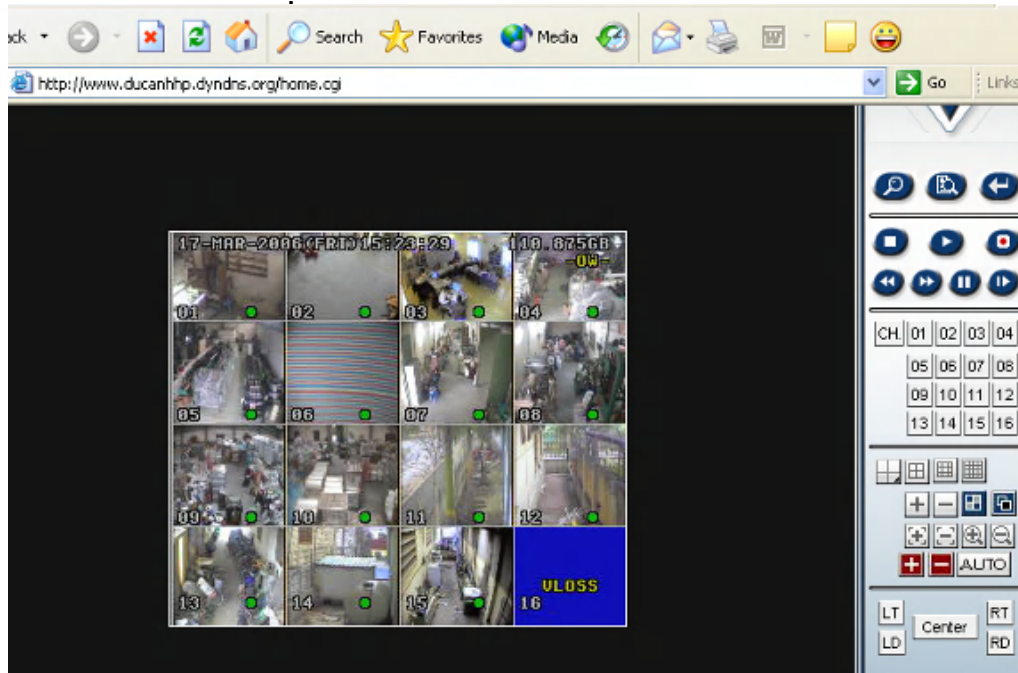 Search Favorites Media
http://www.ducanhhp.dyndns.org/home.cgi Go Links
17-MAR-2006(FRI)15:23:29 110.875GB
-OW-
01 02 03 04
05 06 07 08
09 10 11 12
13 14 15 16
VLOSS
CH. 01 02 03 04
05 06 07 08
09 10 11 12
13 14 15 16
AUTO
LT Center RT
LD RD